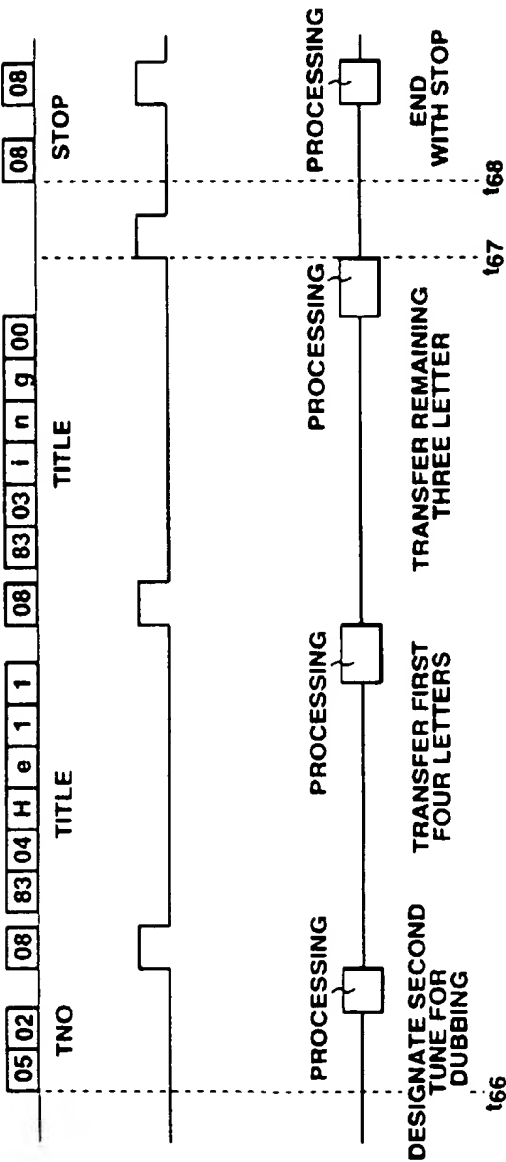 05 02 08 83 04 H e 1 1 08 83 03 i n g 00 08 08
TNO TITLE TITLE STOP
PROCESSING PROCESSING PROCESSING PROCESSING
DESIGNATE SECOND
TUNE FOR
DUBBING
TRANSFER FIRST
FOUR LETTERS
TRANSFER REMAINING
THREE LETTER
END
WITH STOP
t66 t67 t68